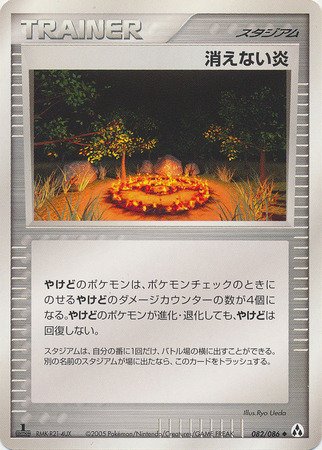 TRAINER
スタジアム
消えない炎
やけどのポケモンは、ポケモンチェックのときに
のせるやけどのダメージカウンターの数が4個に
なる。やけどのポケモンが進化・退化しても、やけどは
回復しない。
スタジアムは、自分の番に1回だけ、バトル場の横に出すことができる。
別の名前のスタジアムが場に出たなら、このカードをトラッシュする。
Illus.Ryo Ueda
1 RMK-R21-4UX ©2005 Pokémon/Nintendo/Creatures/GAME FREAK 082/086